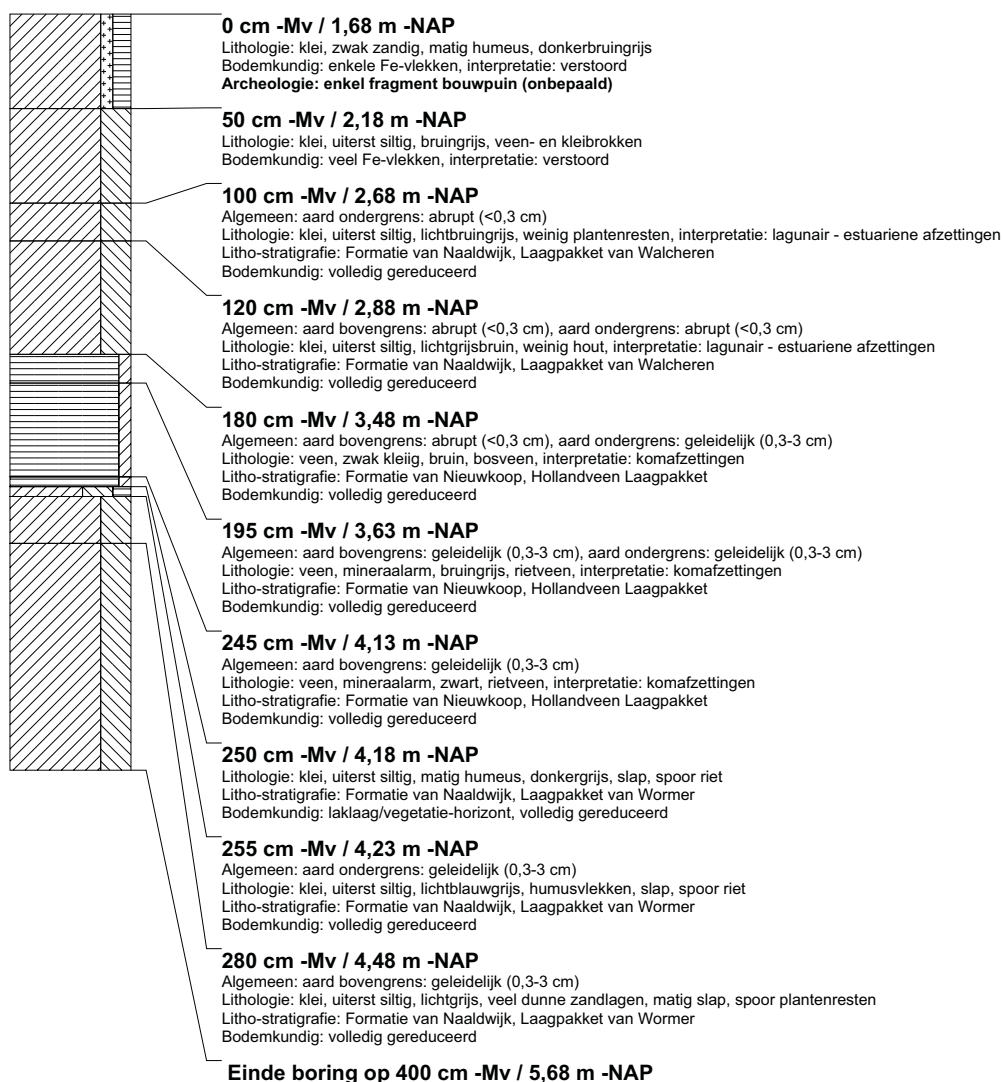 0 cm -Mv / 1,68 m -NAP
Lithologie: klei, zwak zandig, matig humeus, donkerbruingrijs
Bodemkundig: enkele Fe-vlekken, interpretatie: verstoord
Archeologie: enkel fragment bouwpuin (onbepaald)
50 cm -Mv / 2,18 m -NAP
Lithologie: klei, uiterst siltig, bruingrijs, veen- en kleibrokken
Bodemkundig: veel Fe-vlekken, interpretatie: verstoord
100 cm -Mv / 2,68 m -NAP
Algemeen: aard ondergrens: abrupt (<0,3 cm)
Lithologie: klei, uiterst siltig, lichtbruingrijs, weinig plantenresten, interpretatie: lagunair - estuariene afzettingen
Litho-stratigrafie: Formatie van Naaldwijk, Laagpakket van Walcheren
Bodemkundig: volledig gereduceerd
120 cm -Mv / 2,88 m -NAP
Algemeen: aard bovengrens: abrupt (<0,3 cm), aard ondergrens: abrupt (<0,3 cm)
Lithologie: klei, uiterst siltig, lichtgrijsbruin, weinig hout, interpretatie: lagunair - estuariene afzettingen
Litho-stratigrafie: Formatie van Naaldwijk, Laagpakket van Walcheren
Bodemkundig: volledig gereduceerd
180 cm -Mv / 3,48 m -NAP
Algemeen: aard bovengrens: abrupt (<0,3 cm), aard ondergrens: geleidelijk (0,3-3 cm)
Lithologie: veen, zwak kleiig, bruin, bosveen, interpretatie: komafzettingen
Litho-stratigrafie: Formatie van Nieuwkoop, Hollandveen Laagpakket
Bodemkundig: volledig gereduceerd
195 cm -Mv / 3,63 m -NAP
Algemeen: aard bovengrens: geleidelijk (0,3-3 cm), aard ondergrens: geleidelijk (0,3-3 cm)
Lithologie: veen, mineraalarm, bruingrijs, rietveen, interpretatie: komafzettingen
Litho-stratigrafie: Formatie van Nieuwkoop, Hollandveen Laagpakket
Bodemkundig: volledig gereduceerd
245 cm -Mv / 4,13 m -NAP
Algemeen: aard bovengrens: geleidelijk (0,3-3 cm)
Lithologie: veen, mineraalarm, zwart, rietveen, interpretatie: komafzettingen
Litho-stratigrafie: Formatie van Nieuwkoop, Hollandveen Laagpakket
Bodemkundig: volledig gereduceerd
250 cm -Mv / 4,18 m -NAP
Lithologie: klei, uiterst siltig, matig humeus, donkergrijs, slap, spoor riet
Litho-stratigrafie: Formatie van Naaldwijk, Laagpakket van Wormer
Bodemkundig: laklaag/vegetatie-horizont, volledig gereduceerd
255 cm -Mv / 4,23 m -NAP
Algemeen: aard ondergrens: geleidelijk (0,3-3 cm)
Lithologie: klei, uiterst siltig, lichtblauwgrijs, humusvlekken, slap, spoor riet
Litho-stratigrafie: Formatie van Naaldwijk, Laagpakket van Wormer
Bodemkundig: volledig gereduceerd
280 cm -Mv / 4,48 m -NAP
Algemeen: aard bovengrens: geleidelijk (0,3-3 cm)
Lithologie: klei, uiterst siltig, lichtgrijs, veel dunne zandlagen, matig slap, spoor plantenresten
Litho-stratigrafie: Formatie van Naaldwijk, Laagpakket van Wormer
Bodemkundig: volledig gereduceerd
Einde boring op 400 cm -Mv / 5,68 m -NAP